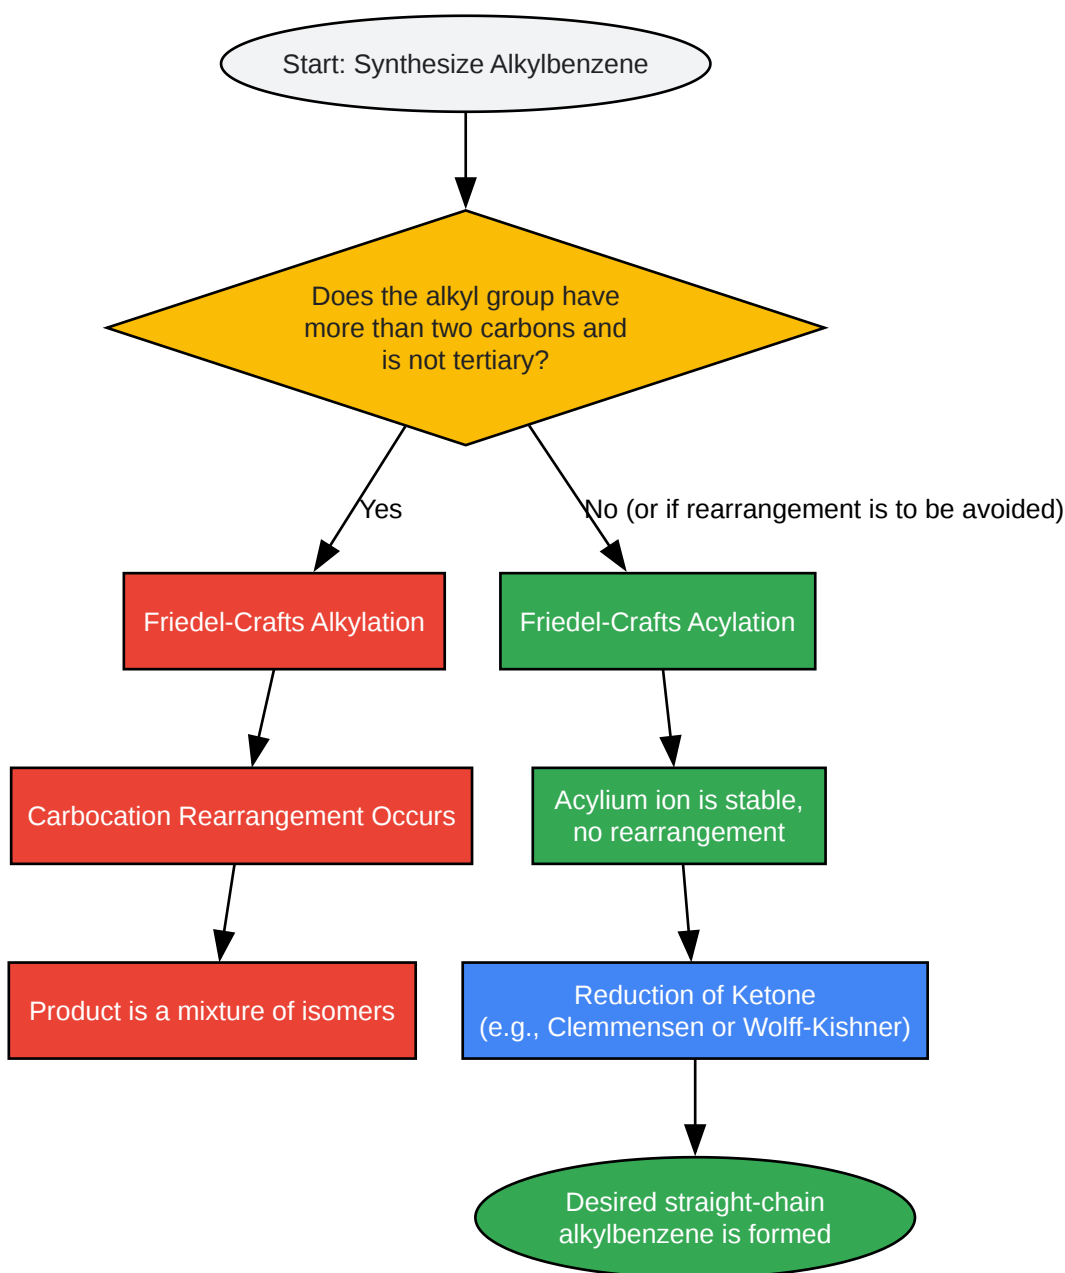 Start: Synthesize Alkylbenzene
Does the alkyl group have
more than two carbons and
is not tertiary?
Yes
No (or if rearrangement is to be avoided)
Friedel-Crafts Alkylation
Friedel-Crafts Acylation
Carbocation Rearrangement Occurs
Acylium ion is stable,
no rearrangement
Product is a mixture of isomers
Reduction of Ketone
(e.g., Clemmensen or Wolff-Kishner)
Desired straight-chain
alkylbenzene is formed